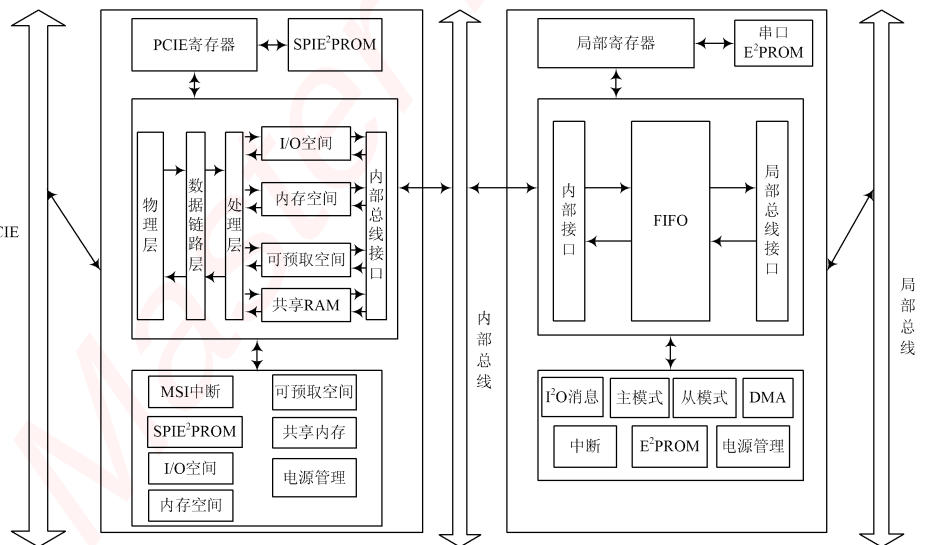 PCIE寄存器
SPIE²PROM
局部寄存器
串口
E²PROM
CIE
物理层
数据链路层
处理层
I/O空间
内存空间
可预取空间
共享RAM
内部总线接口
内部总线
内部接口
FIFO
局部总线接口
局部总线
MSI中断
可预取空间
SPIE²PROM
共享内存
I/O空间
电源管理
内存空间
I²O消息
主模式
从模式
DMA
中断
E²PROM
电源管理
Master